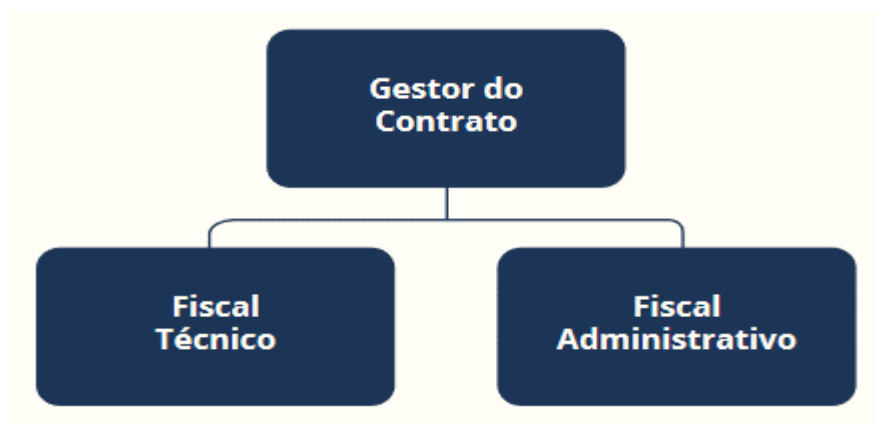 Gestor do
Contrato
Fiscal
Técnico
Fiscal
Administrativo